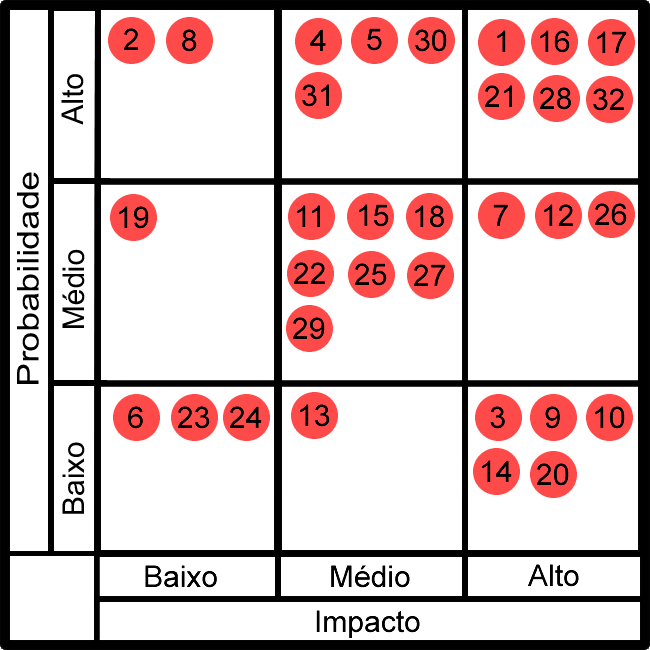 Probabilidade
Alto
2 8 4 5 30 1 16 17
31 21 28 32
Médio
19 11 15 18 7 12 26
22 25 27
29
Baixo
6 23 24 13 3 9 10
14 20
Baixo Médio Alto
Impacto